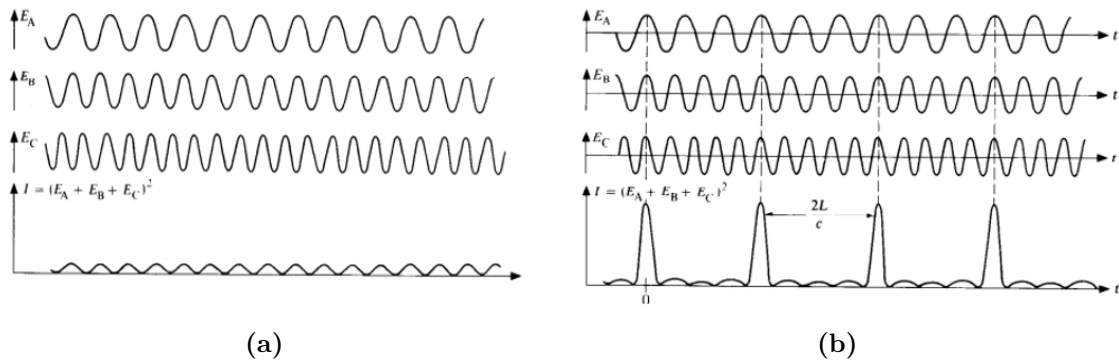 E_A
E_B
E_C
I = (E_A + E_B + E_C)^2
(a)
E_A
t
E_B
t
E_C
t
I = (E_A + E_B + E_C)^2
2L
c
0
t
(b)